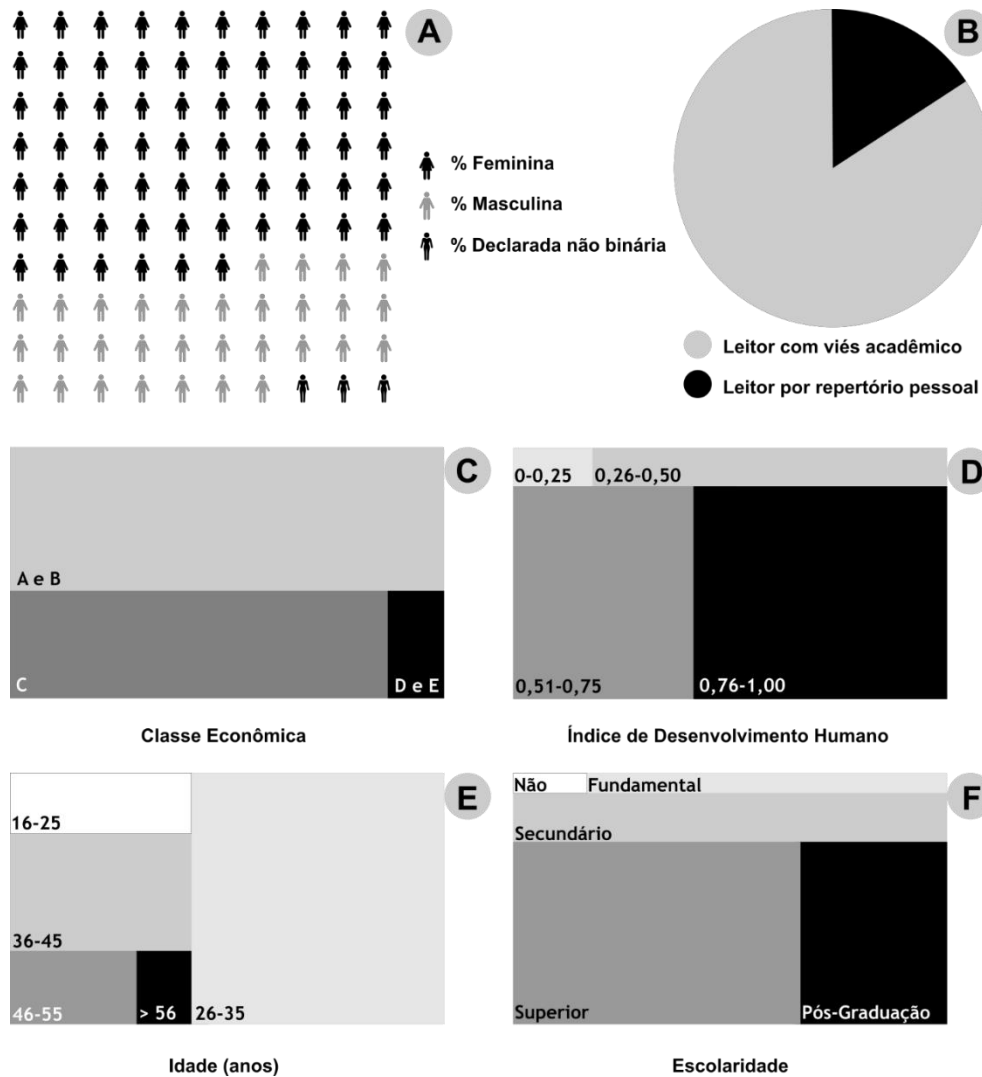 A
% Feminina
% Masculina
% Declarada não binária
B
Leitor com viés acadêmico
Leitor por repertório pessoal
C
A e B
C
D e E
Classe Econômica
D
0-0,25
0,26-0,50
0,51-0,75
0,76-1,00
Índice de Desenvolvimento Humano
E
16-25
36-45
46-55
> 56
26-35
Idade (anos)
F
Não
Fundamental
Secundário
Superior
Pós-Graduação
Escolaridade